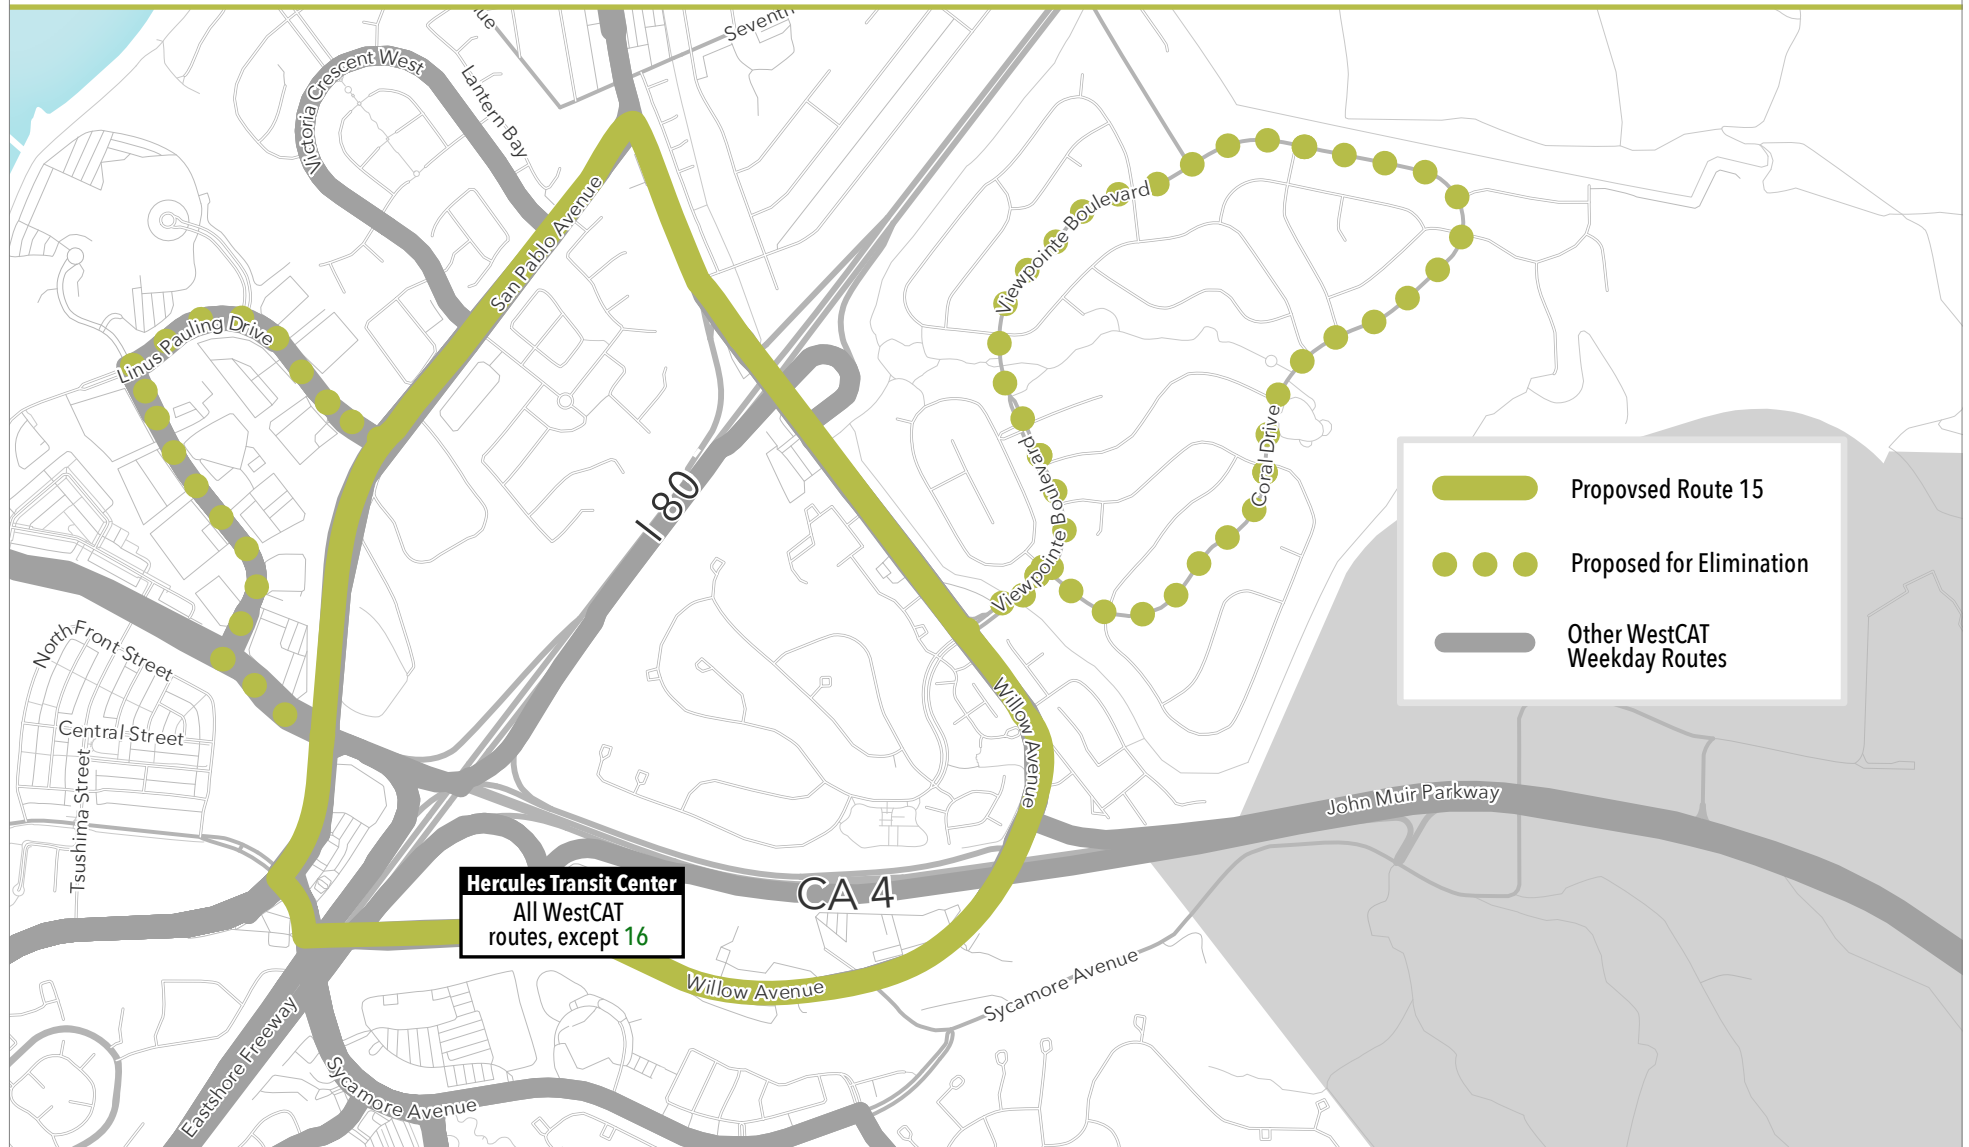 ue
Seventh
Victoria Crescent West
Lantern Bay
San Pablo Avenue
Viewpointe Boulevard
Linus Pauling Drive
Viewpointe Boulevard
Coral Drive
I 80
Viewpointe Boulevard
Propovsed Route 15
Proposed for Elimination
Other WestCAT
Weekday Routes
North Front Street
Central Street
Tsushima Street
Willow Avenue
John Muir Parkway
Hercules Transit Center
All WestCAT
routes, except 16
CA 4
Willow Avenue
Sycamore Avenue
Eastshore Freeway
Sycamore Avenue